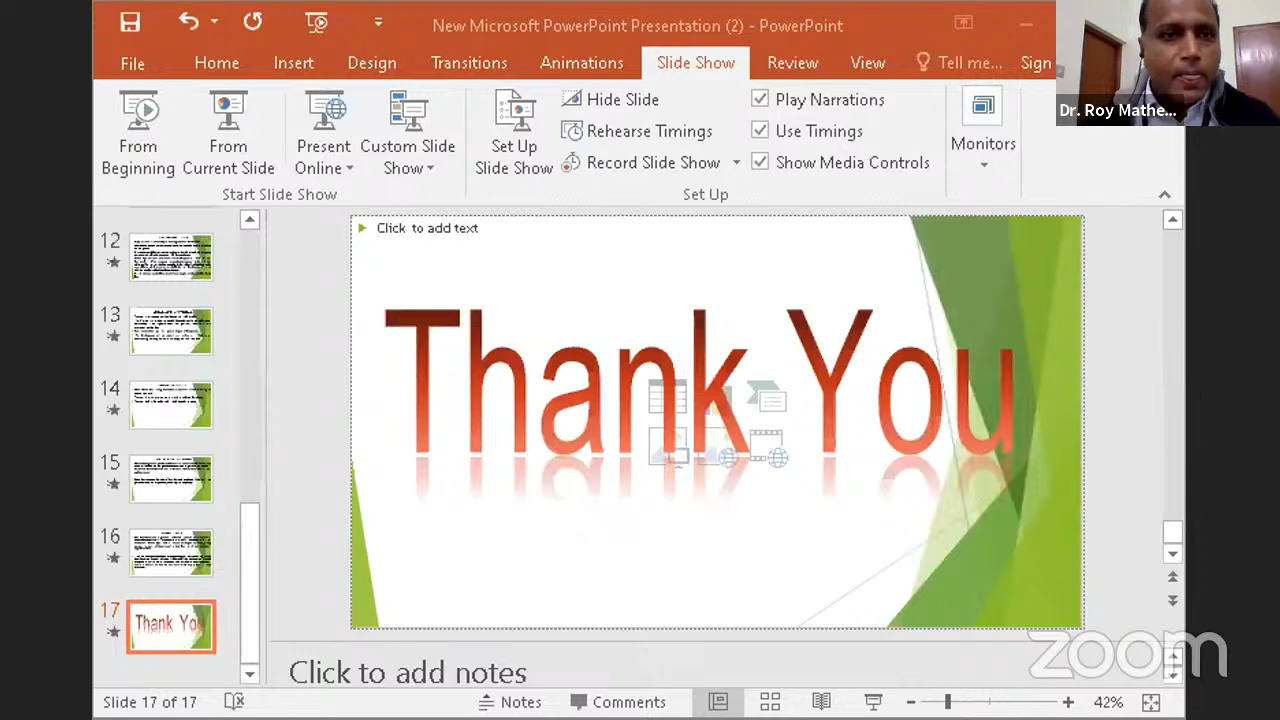 New Microsoft PowerPoint Presentation (2) - PowerPoint
File Home Insert Design Transitions Animations Slide Show Review View Tell me... Sign
Dr. Roy Mathe...
From Beginning
From Current Slide
Present Online
Custom Slide Show
Start Slide Show
Set Up Slide Show
Hide Slide
Rehearse Timings
Record Slide Show
Play Narrations
Use Timings
Show Media Controls
Set Up
Monitors
12
13
14
15
16
17
Thank You
Click to add text
Thank You
Click to add notes
zoom
Slide 17 of 17
Notes
Comments
42%